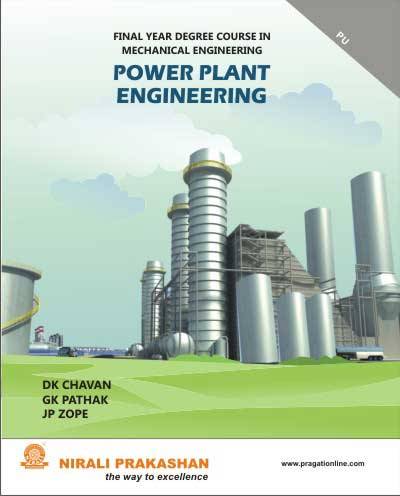 FINAL YEAR DEGREE COURSE IN
MECHANICAL ENGINEERING
PU
POWER PLANT
ENGINEERING
DK CHAVAN
GK PATHAK
JP ZOPE
NIRALI PRAKASHAN
the way to excellence
www.pragationline.com